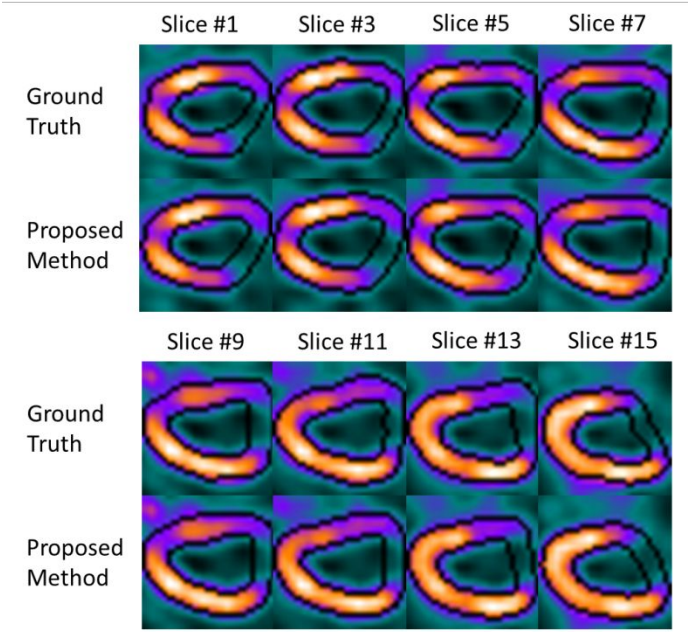 Slice #1 Slice #3 Slice #5 Slice #7
Ground
Truth
Proposed
Method
Slice #9 Slice #11 Slice #13 Slice #15
Ground
Truth
Proposed
Method